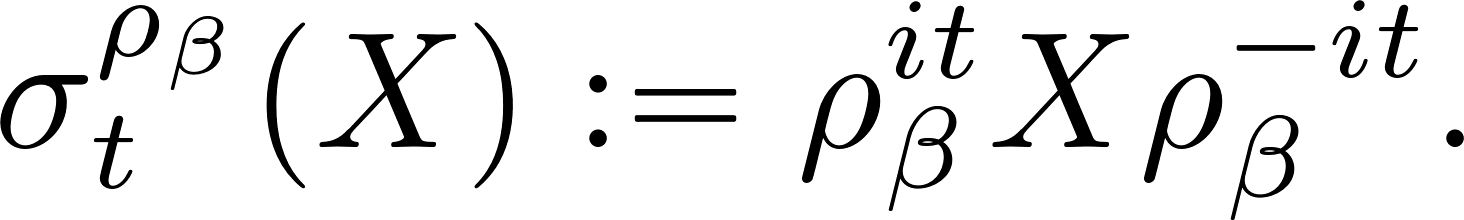 σ_t^{ρ_β}(X) := ρ_β^{it} X ρ_β^{-it}.